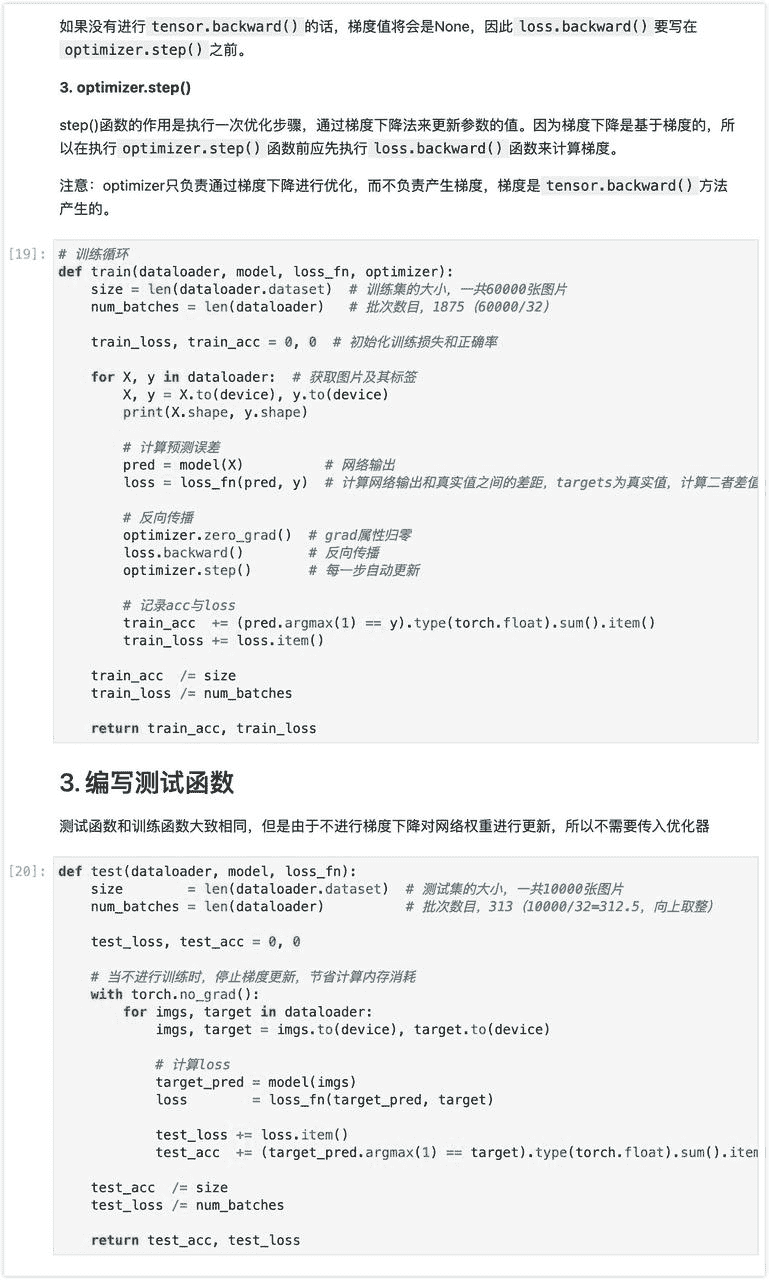 如果没有进行 tensor.backward() 的话，梯度值将会是None，因此 loss.backward() 要写在
optimizer.step() 之前。
3. optimizer.step()
step()函数的作用是执行一次优化步骤，通过梯度下降法来更新参数的值。因为梯度下降是基于梯度的，所
以在执行 optimizer.step() 函数前应先执行 loss.backward() 函数来计算梯度。
注意：optimizer只负责通过梯度下降进行优化，而不负责产生梯度，梯度是 tensor.backward() 方法
产生的。
[19]: # 训练循环
def train(dataloader, model, loss_fn, optimizer):
    size = len(dataloader.dataset)  # 训练集的大小，一共60000张图片
    num_batches = len(dataloader)   # 批次数目，1875（60000/32）
    train_loss, train_acc = 0, 0  # 初始化训练损失和正确率
    for X, y in dataloader:  # 获取图片及其标签
        X, y = X.to(device), y.to(device)
        print(X.shape, y.shape)
        # 计算预测误差
        pred = model(X)          # 网络输出
        loss = loss_fn(pred, y)  # 计算网络输出和真实值之间的差距，targets为真实值，计算二者差值
        # 反向传播
        optimizer.zero_grad()  # grad属性归零
        loss.backward()        # 反向传播
        optimizer.step()       # 每一步自动更新
        # 记录acc与loss
        train_acc  += (pred.argmax(1) == y).type(torch.float).sum().item()
        train_loss += loss.item()
    train_acc  /= size
    train_loss /= num_batches
    return train_acc, train_loss
3. 编写测试函数
测试函数和训练函数大致相同，但是由于不进行梯度下降对网络权重进行更新，所以不需要传入优化器
[20]: def test(dataloader, model, loss_fn):
    size        = len(dataloader.dataset)  # 测试集的大小，一共10000张图片
    num_batches = len(dataloader)          # 批次数目，313（10000/32=312.5，向上取整）
    test_loss, test_acc = 0, 0
    # 当不进行训练时，停止梯度更新，节省计算内存消耗
    with torch.no_grad():
        for imgs, target in dataloader:
            imgs, target = imgs.to(device), target.to(device)
            # 计算loss
            target_pred = model(imgs)
            loss        = loss_fn(target_pred, target)
            test_loss += loss.item()
            test_acc  += (target_pred.argmax(1) == target).type(torch.float).sum().item
    test_acc  /= size
    test_loss /= num_batches
    return test_acc, test_loss